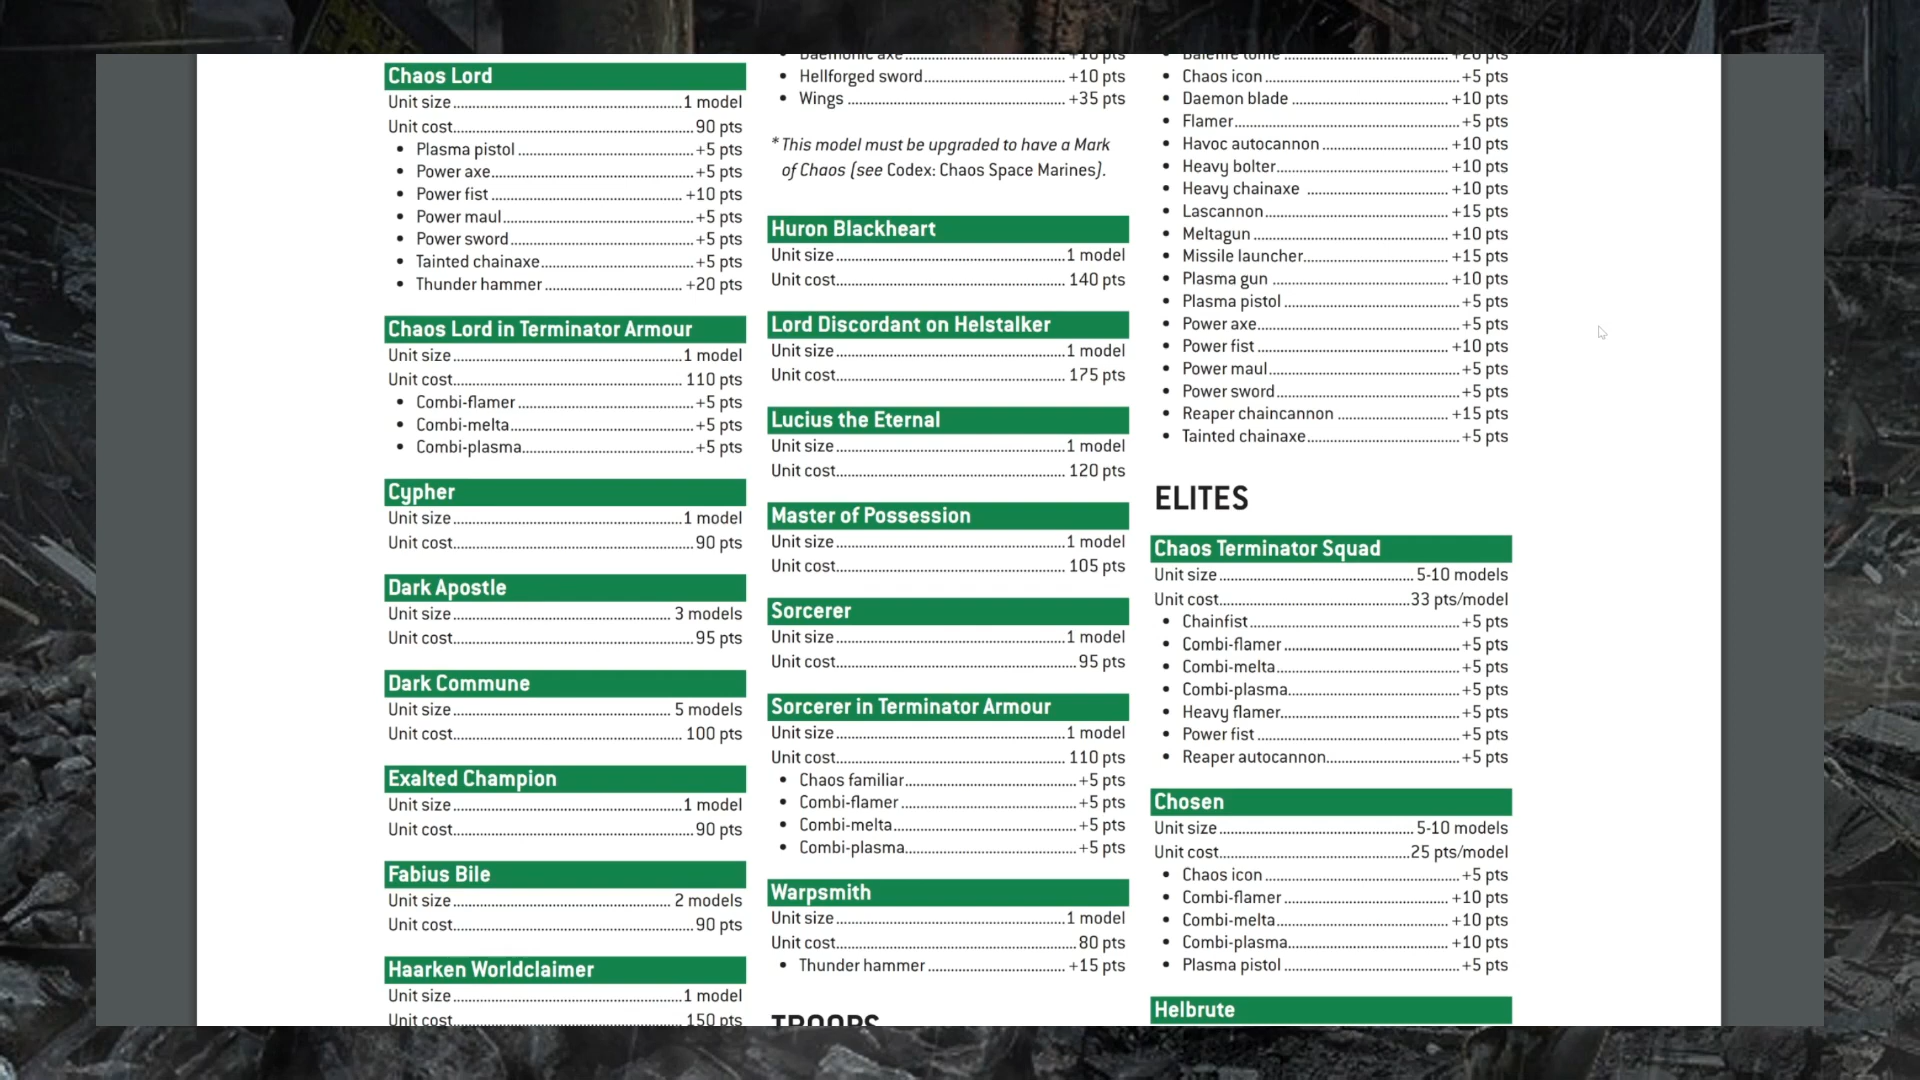 Chaos Lord
Unit size 1 model
Unit cost 90 pts
• Plasma pistol +5 pts
• Power axe +5 pts
• Power fist +10 pts
• Power maul +5 pts
• Power sword +5 pts
• Tainted chainaxe +5 pts
• Thunder hammer +20 pts
Chaos Lord in Terminator Armour
Unit size 1 model
Unit cost 110 pts
• Combi-flamer +5 pts
• Combi-melta +5 pts
• Combi-plasma +5 pts
Cypher
Unit size 1 model
Unit cost 90 pts
Dark Apostle
Unit size 3 models
Unit cost 95 pts
Dark Commune
Unit size 5 models
Unit cost 100 pts
Exalted Champion
Unit size 1 model
Unit cost 90 pts
Fabius Bile
Unit size 2 models
Unit cost 90 pts
Haarken Worldclaimer
Unit size 1 model
Unit cost 150 pts
• Daemonic axe +10 pts
• Hellforged sword +10 pts
• Wings +35 pts
* This model must be upgraded to have a Mark
of Chaos (see Codex: Chaos Space Marines).
Huron Blackheart
Unit size 1 model
Unit cost 140 pts
Lord Discordant on Helstalker
Unit size 1 model
Unit cost 175 pts
Lucius the Eternal
Unit size 1 model
Unit cost 120 pts
Master of Possession
Unit size 1 model
Unit cost 105 pts
Sorcerer
Unit size 1 model
Unit cost 95 pts
Sorcerer in Terminator Armour
Unit size 1 model
Unit cost 110 pts
• Chaos familiar +5 pts
• Combi-flamer +5 pts
• Combi-melta +5 pts
• Combi-plasma +5 pts
Warpsmith
Unit size 1 model
Unit cost 80 pts
• Thunder hammer +15 pts
TROOPS
• Balefire tome +20 pts
• Chaos icon +5 pts
• Daemon blade +10 pts
• Flamer +5 pts
• Havoc autocannon +10 pts
• Heavy bolter +10 pts
• Heavy chainaxe +10 pts
• Lascannon +15 pts
• Meltagun +10 pts
• Missile launcher +15 pts
• Plasma gun +10 pts
• Plasma pistol +5 pts
• Power axe +5 pts
• Power fist +10 pts
• Power maul +5 pts
• Power sword +5 pts
• Reaper chaincannon +15 pts
• Tainted chainaxe +5 pts
ELITES
Chaos Terminator Squad
Unit size 5-10 models
Unit cost 33 pts/model
• Chainfist +5 pts
• Combi-flamer +5 pts
• Combi-melta +5 pts
• Combi-plasma +5 pts
• Heavy flamer +5 pts
• Power fist +5 pts
• Reaper autocannon +5 pts
Chosen
Unit size 5-10 models
Unit cost 25 pts/model
• Chaos icon +5 pts
• Combi-flamer +10 pts
• Combi-melta +10 pts
• Combi-plasma +10 pts
• Plasma pistol +5 pts
Helbrute